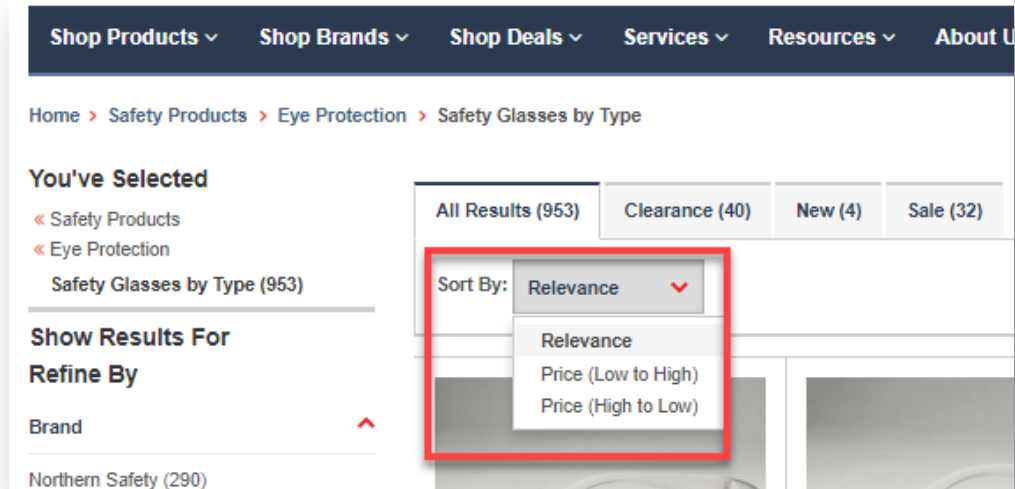 Shop Products Shop Brands Shop Deals Services Resources About U
Home > Safety Products > Eye Protection > Safety Glasses by Type
You've Selected
« Safety Products
« Eye Protection
Safety Glasses by Type (953)
Show Results For
Refine By
Brand
Northern Safety (290)
All Results (953) Clearance (40) New (4) Sale (32)
Sort By: Relevance
Relevance
Price (Low to High)
Price (High to Low)